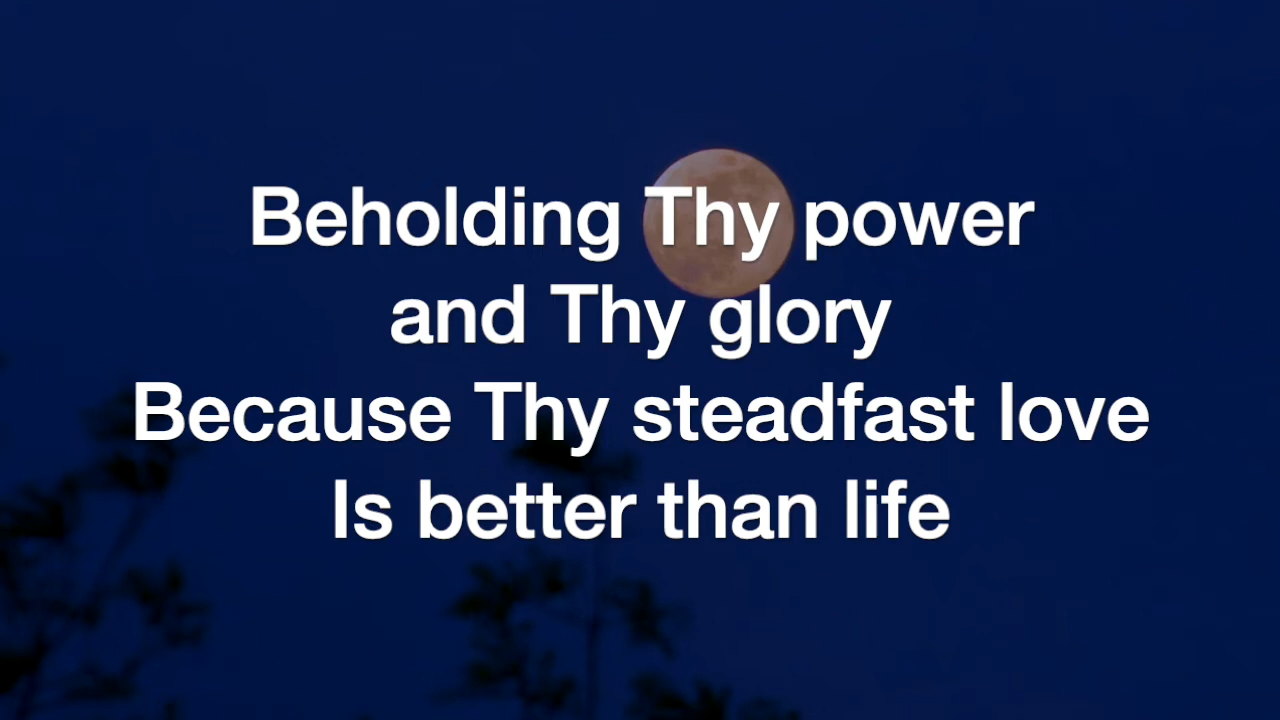 Beholding Thy power
and Thy glory
Because Thy steadfast love
Is better than life